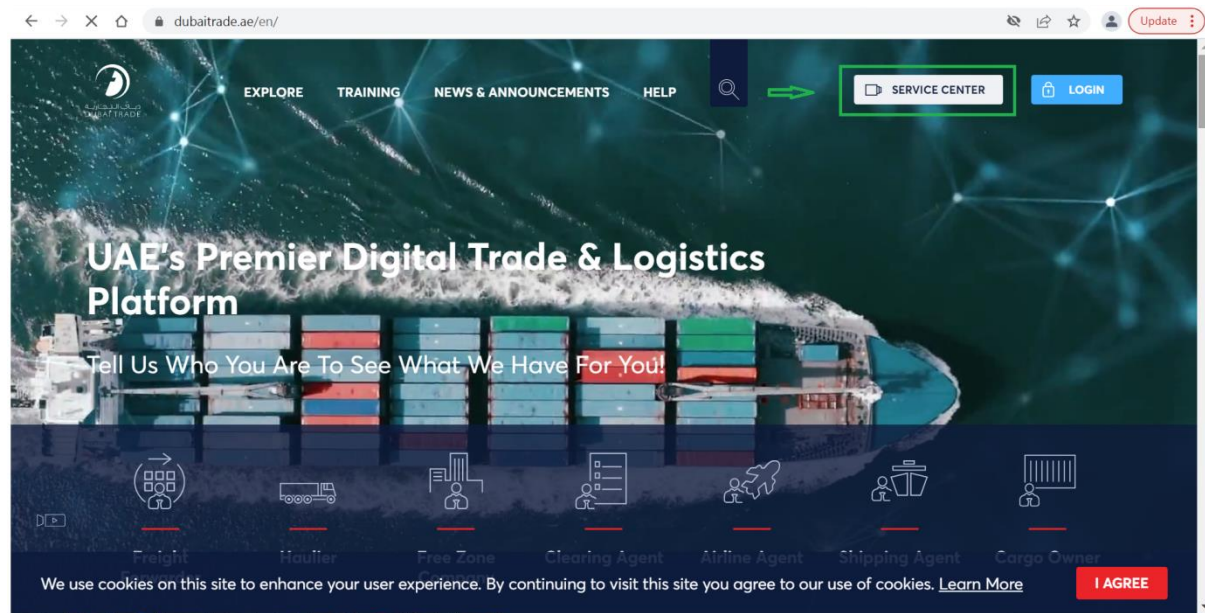 dubaitrade.ae/en/
Update
DUBAI TRADE
EXPLORE
TRAINING
NEWS & ANNOUNCEMENTS
HELP
SERVICE CENTER
LOGIN
UAE's Premier Digital Trade & Logistics
Platform
Tell Us Who You Are To See What We Have For You!
Freight
Haulier
Free Zone
Clearing Agent
Airline Agent
Shipping Agent
Cargo Owner
We use cookies on this site to enhance your user experience. By continuing to visit this site you agree to our use of cookies. Learn More
I AGREE